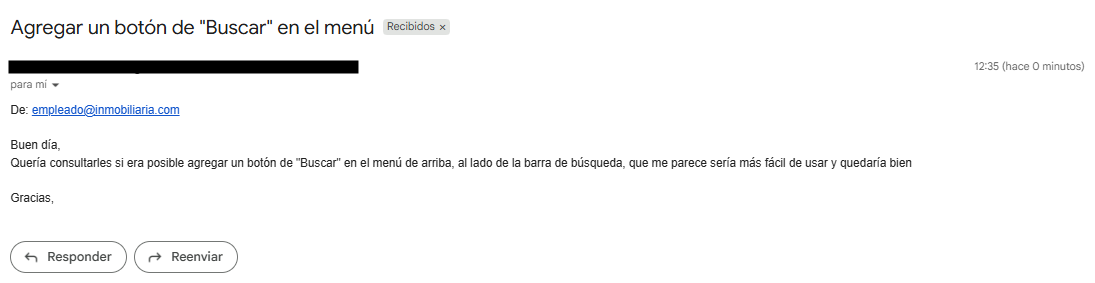 Agregar un botón de "Buscar" en el menú Recibidos ×
12:35 (hace 0 minutos)
para mí
De: empleado@inmobiliaria.com
Buen día,
Quería consultarles si era posible agregar un botón de "Buscar" en el menú de arriba, al lado de la barra de búsqueda, que me parece sería más fácil de usar y quedaría bien
Gracias,
Responder Reenviar